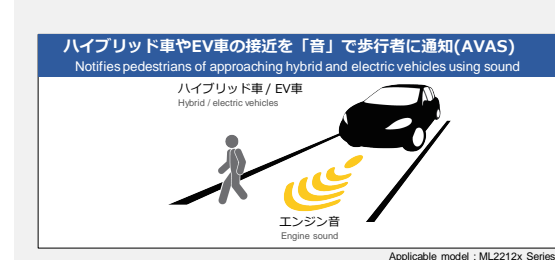 ハイブリッド車やEV車の接近を「音」で歩行者に通知(AVAS)
Notifies pedestrians of approaching hybrid and electric vehicles using sound
ハイブリッド車 / EV車
Hybrid / electric vehicles
エンジン音
Engine sound
Applicable model : ML2212x Series